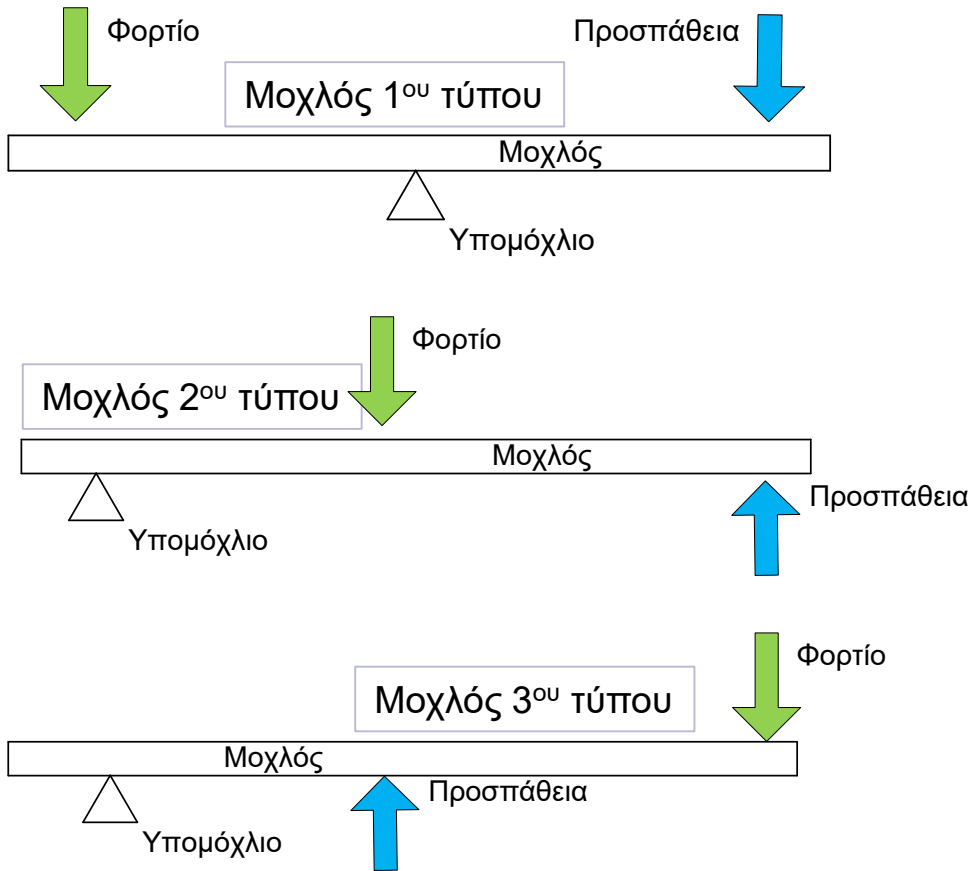 Φορτίο
Προσπάθεια
Μοχλός 1ου τύπου
Μοχλός
Υπομόχλιο
Φορτίο
Μοχλός 2ου τύπου
Μοχλός
Προσπάθεια
Υπομόχλιο
Φορτίο
Μοχλός 3ου τύπου
Μοχλός
Προσπάθεια
Υπομόχλιο